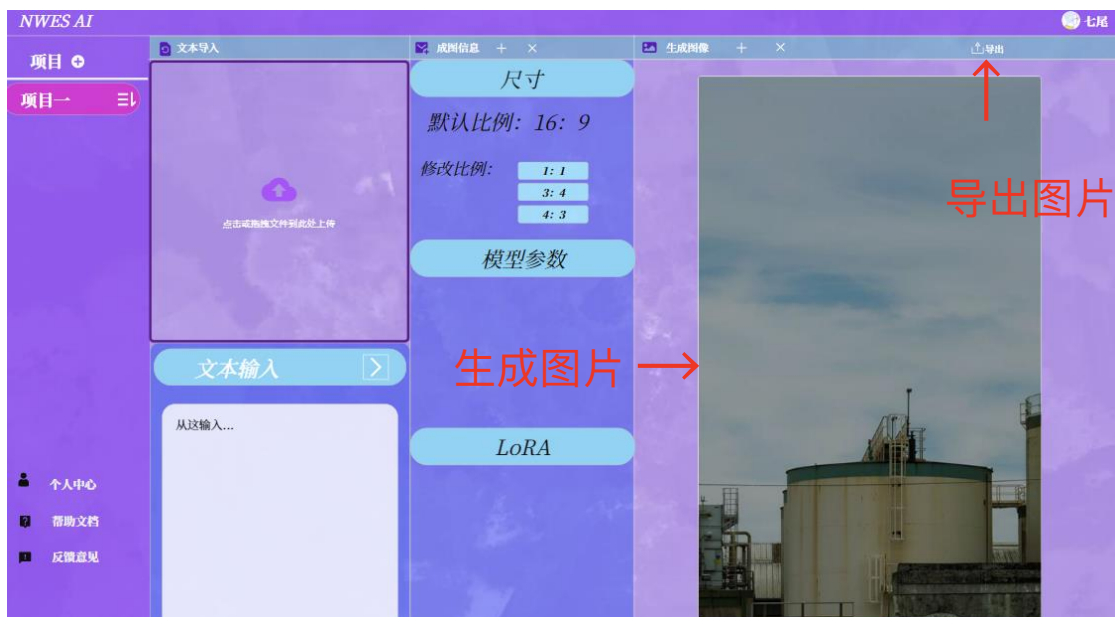 NWES AI
七尾
项目
项目一
文本导入
点击或拖拽文件到此处上传
文本输入
从这输入...
个人中心
帮助文档
反馈意见
成图信息 + ×
尺寸
默认比例：16：9
修改比例：
1：1
3：4
4：3
模型参数
LoRA
生成图像 + ×
导出
导出图片
生成图片